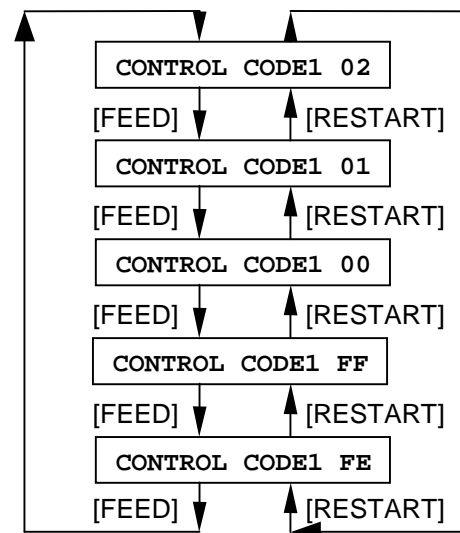 CONTROL CODE1 02
[FEED] [RESTART]
CONTROL CODE1 01
[FEED] [RESTART]
CONTROL CODE1 00
[FEED] [RESTART]
CONTROL CODE1 FF
[FEED] [RESTART]
CONTROL CODE1 FE
[FEED] [RESTART]